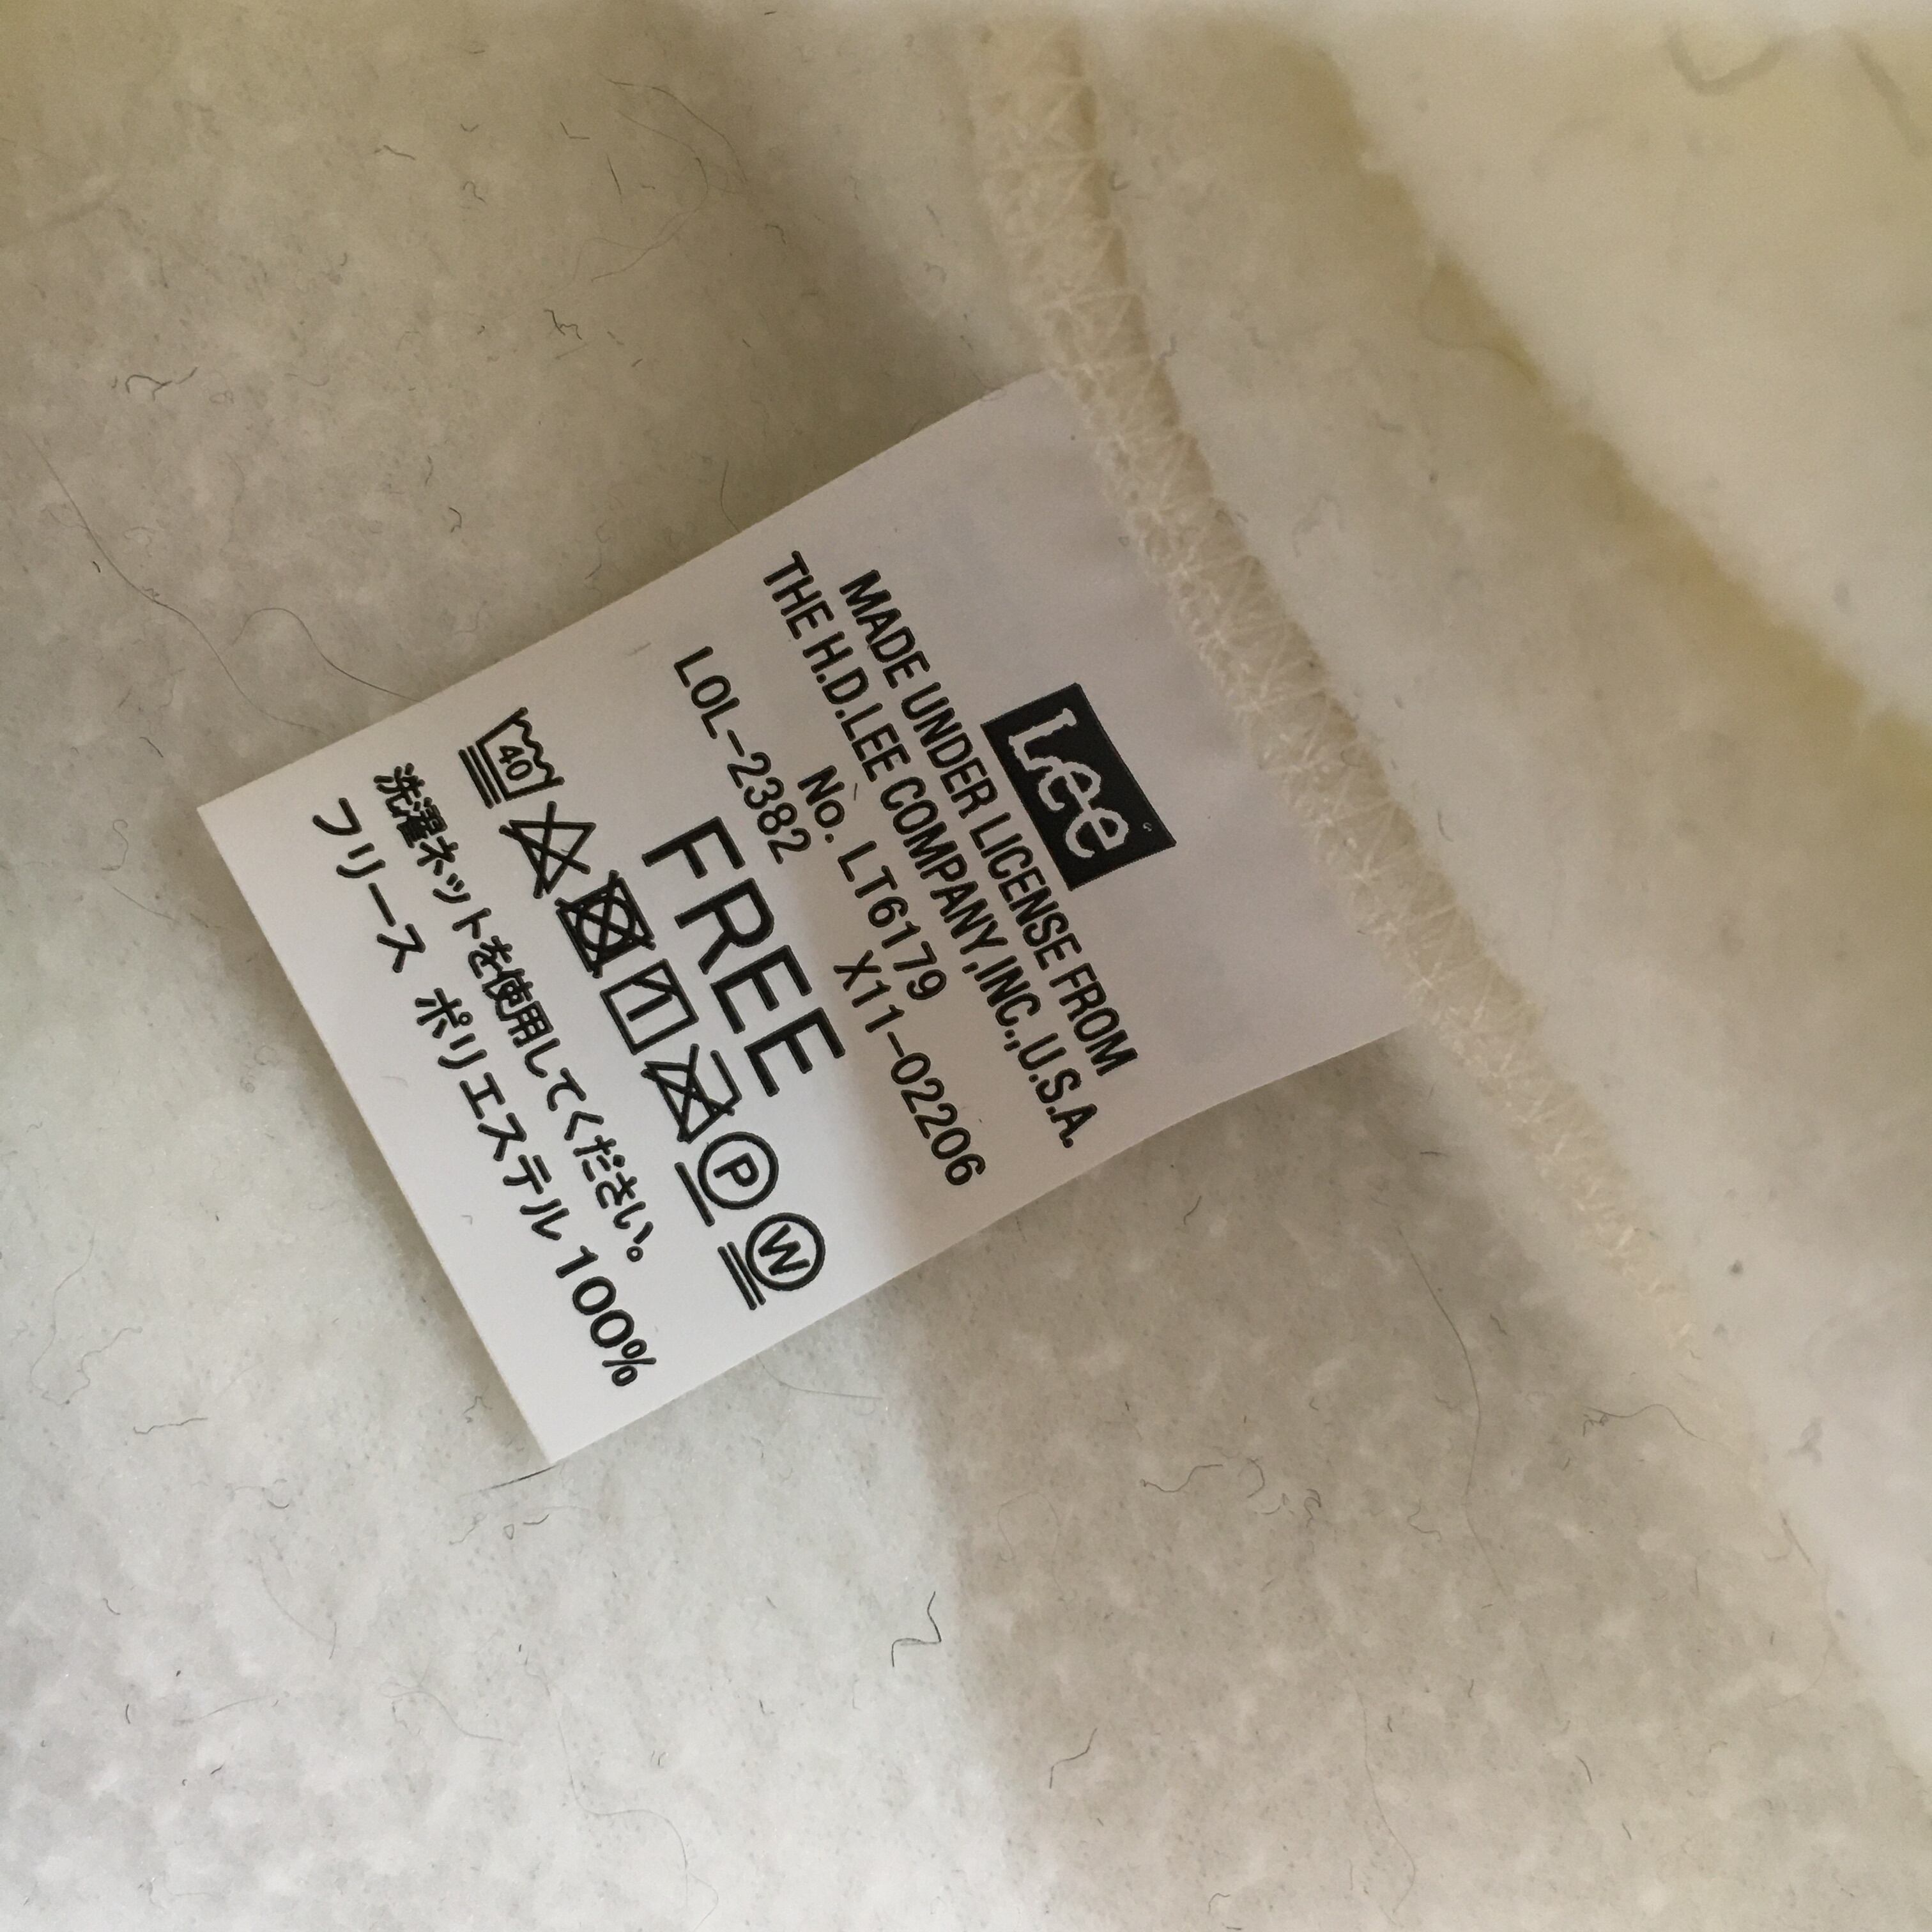 Lee
MADE UNDER LICENSE FROM
THE H.D.LEE COMPANY,INC.,U.S.A.
No. LT6179
LOL-2382 X11-02206
FREE
40 P W
洗濯ネットを使用してください。
フリース ポリエステル 100%